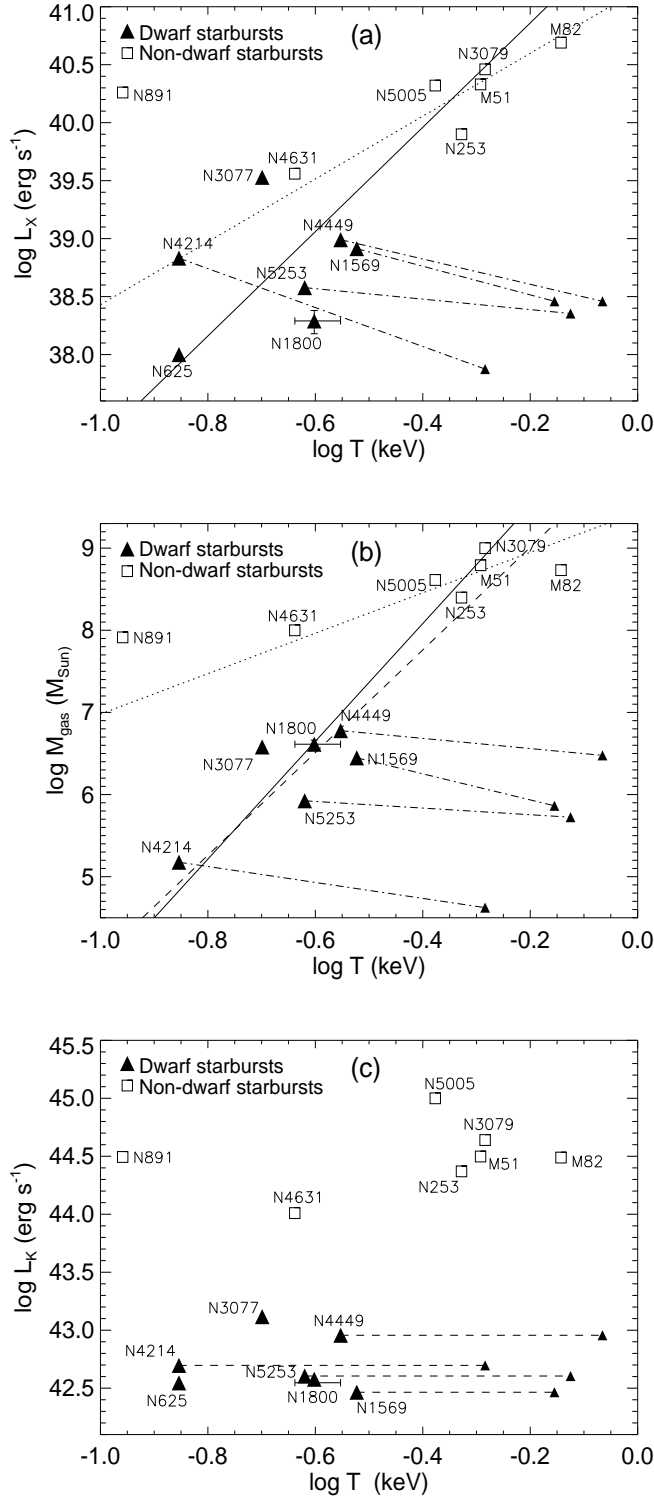 41.0
40.5
40.0
39.5
39.0
38.5
38.0
log L_X (erg s⁻¹)
▲ Dwarf starbursts
□ Non-dwarf starbursts
(a)
M82
N3079
N891
N5005
M51
N253
N4631
N3077
N4449
N4214
N1569
N5253
N1800
N625
-1.0 -0.8 -0.6 -0.4 -0.2 0.0
log T (keV)
9
8
7
6
5
log M_gas (M_Sun)
▲ Dwarf starbursts
□ Non-dwarf starbursts
(b)
N3079
N5005
M51
M82
N253
N4631
N891
N4449
N1800
N3077
N1569
N5253
N4214
-1.0 -0.8 -0.6 -0.4 -0.2 0.0
log T (keV)
45.5
45.0
44.5
44.0
43.5
43.0
42.5
log L_K (erg s⁻¹)
▲ Dwarf starbursts
□ Non-dwarf starbursts
(c)
N5005
N3079
N891
M51
M82
N253
N4631
N3077
N4449
N4214
N5253
N625
N1800
N1569
-1.0 -0.8 -0.6 -0.4 -0.2 0.0
log T (keV)